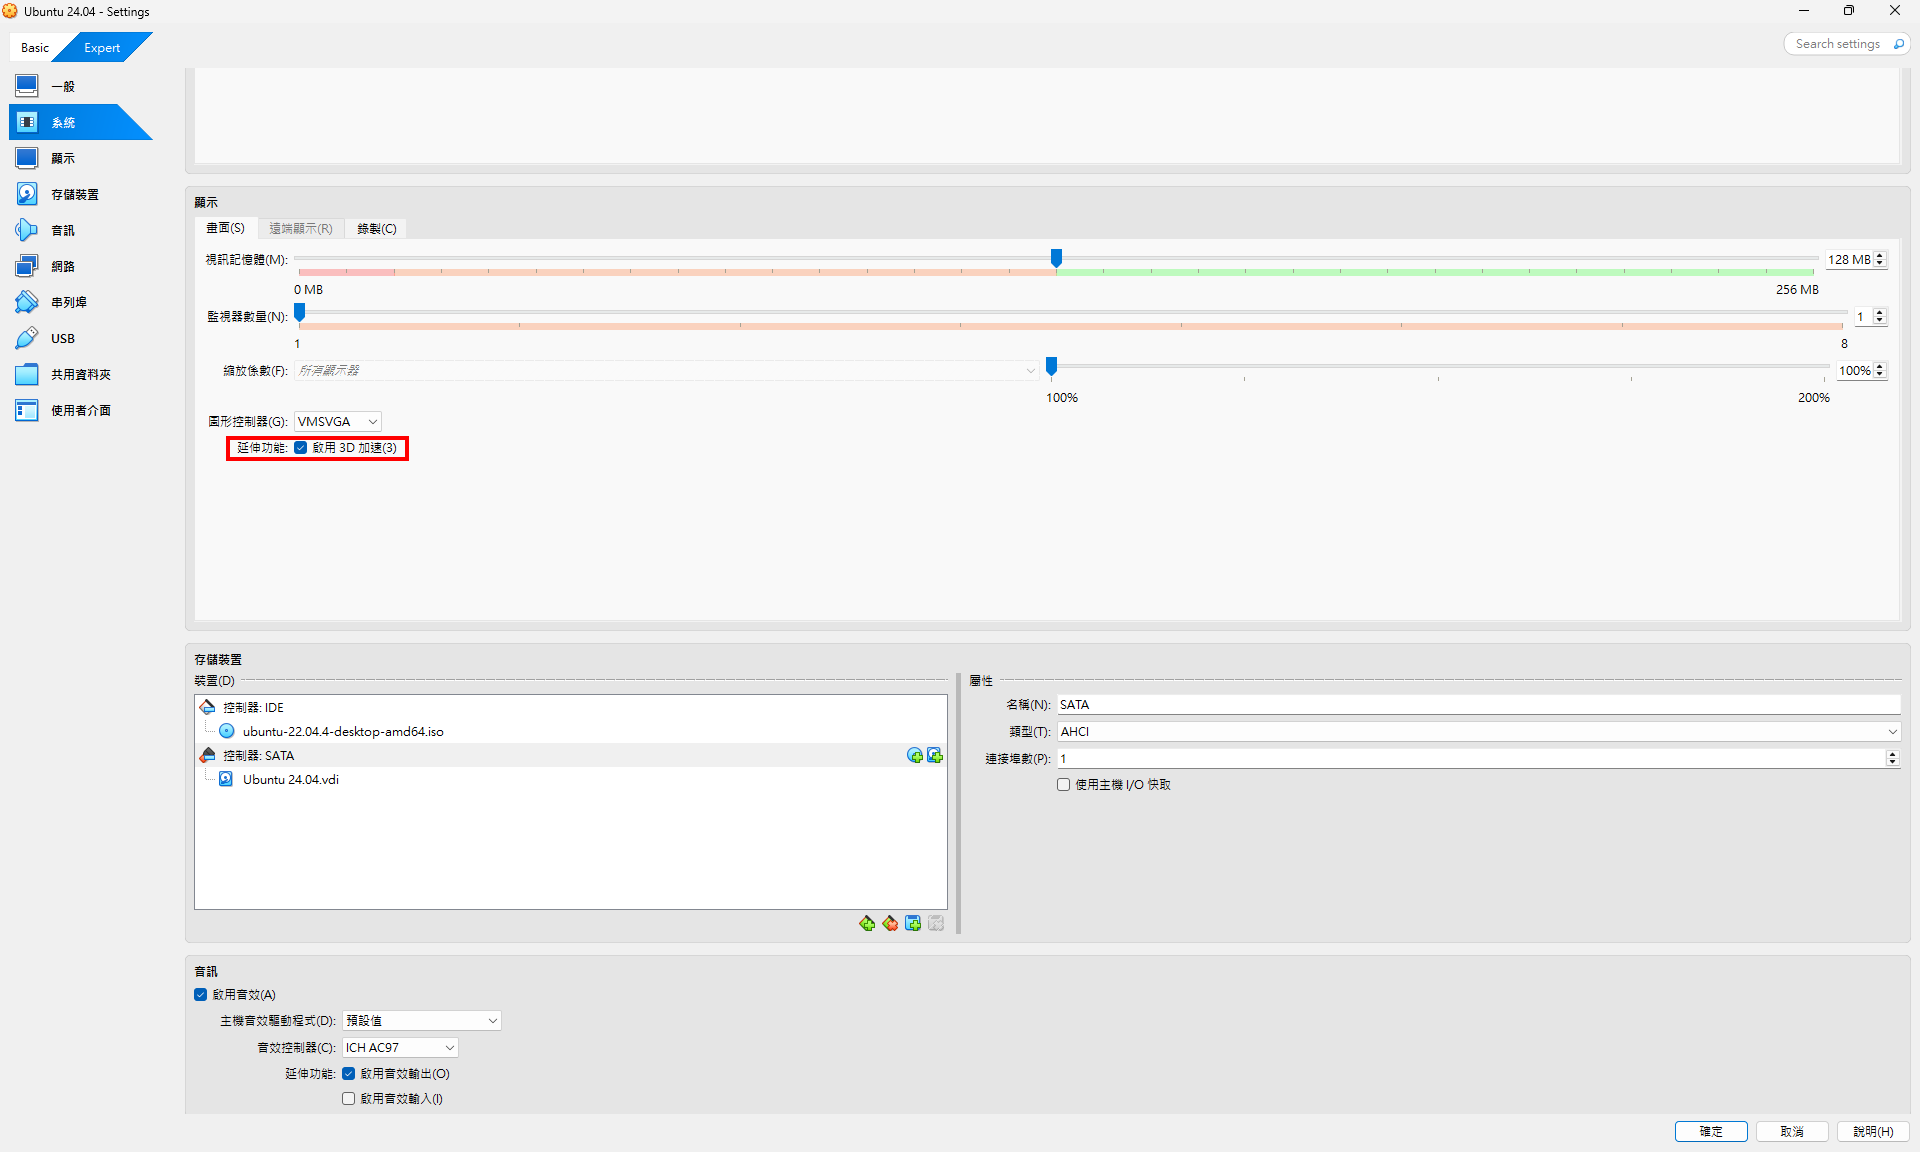 Ubuntu 24.04 - Settings
Basic
Expert
Search settings
一般
系統
顯示
存儲裝置
音訊
網路
串列埠
USB
共用資料夾
使用者介面
顯示
畫面(S)
遠端顯示(R)
錄製(C)
視訊記憶體(M):
128 MB
0 MB
256 MB
監視器數量(N):
1
1
8
縮放係數(F):
所有顯示器
100%
100%
200%
圖形控制器(G):
VMSVGA
延伸功能:
啟用 3D 加速(3)
存儲裝置
裝置(D)
控制器: IDE
ubuntu-22.04.4-desktop-amd64.iso
控制器: SATA
Ubuntu 24.04.vdi
屬性
名稱(N):
SATA
類型(T):
AHCI
連接埠數(P):
1
使用主機 I/O 快取
音訊
啟用音效(A)
主機音效驅動程式(D):
預設值
音效控制器(C):
ICH AC97
延伸功能:
啟用音效輸出(O)
啟用音效輸入(I)
確定
取消
說明(H)